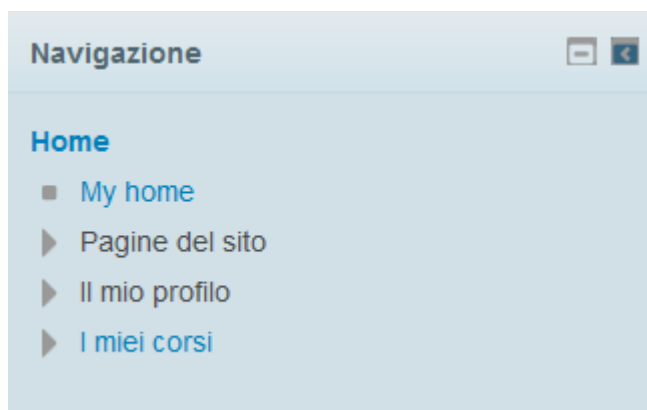 Navigazione
Home
My home
Pagine del sito
Il mio profilo
I miei corsi